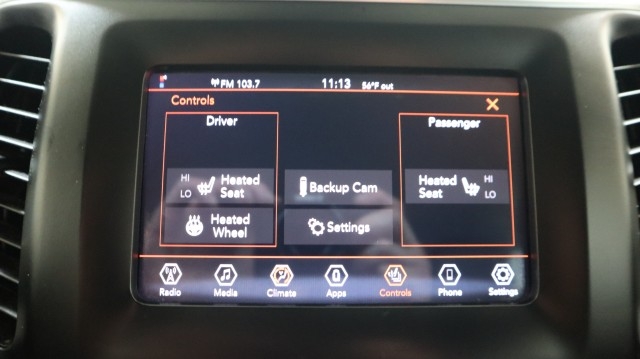 FM 103.7 11:13 56°F out
Controls
Driver Passenger
HI Heated Seat LO
Backup Cam
Heated Seat HI LO
Heated Wheel
Settings
Radio Media Climate Apps Controls Phone Settings